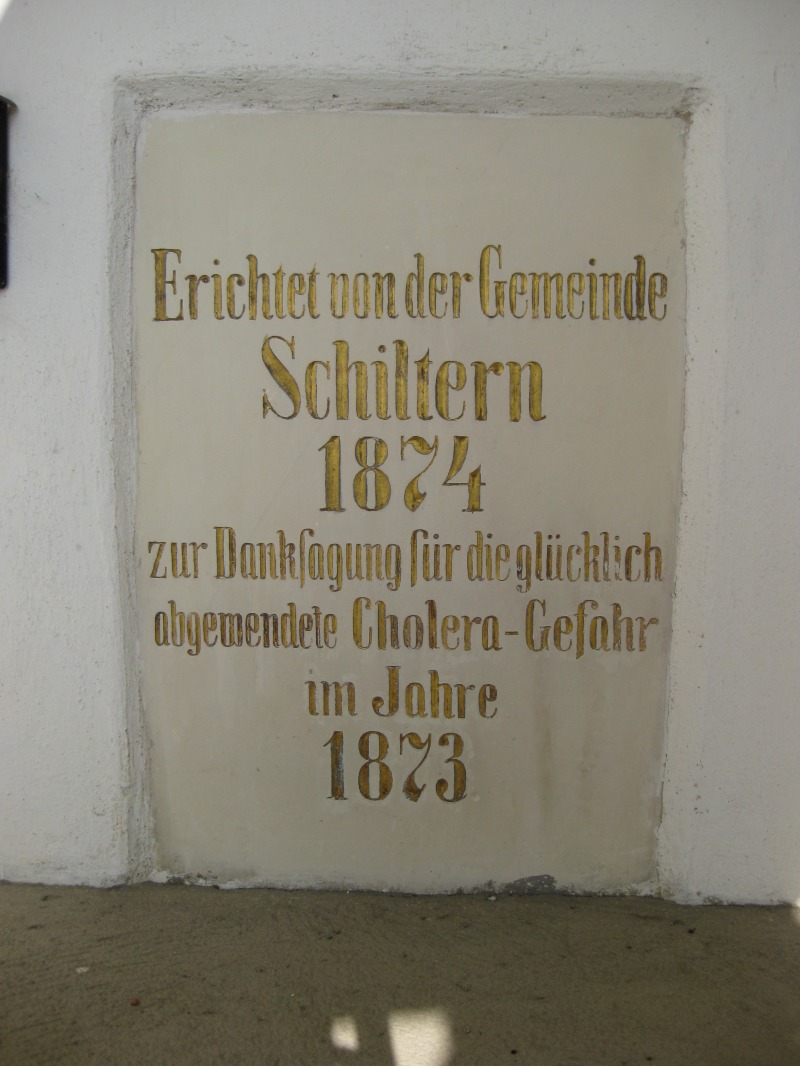 Erichtet von der Gemeinde
Schiltern
1874
zur Dankſagung für die glücklich
abgewendete Cholera-Gefahr
im Jahre
1873